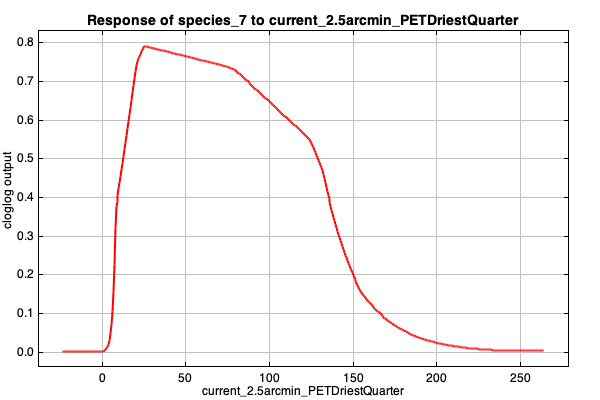 Response of species_7 to current_2.5arcmin_PETDriestQuarter
cloglog output
0.8
0.7
0.6
0.5
0.4
0.3
0.2
0.1
0.0
0 50 100 150 200 250
current_2.5arcmin_PETDriestQuarter